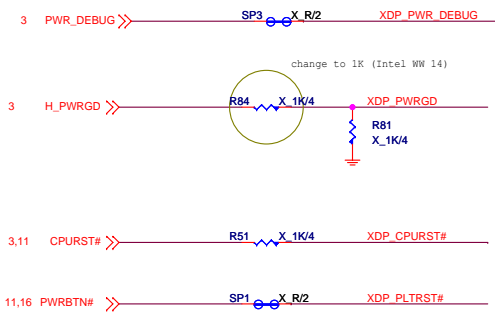 3 PWR_DEBUG SP3 X_R/2 XDP_PWR_DEBUG
change to 1K (Intel WW 14)
3 H_PWRGD R84 X_1K/4 XDP_PWRGD
R81
X_1K/4
3,11 CPURST# R51 X_1K/4 XDP_CPURST#
11,16 PWRBTN# SP1 X_R/2 XDP_PLTRST#